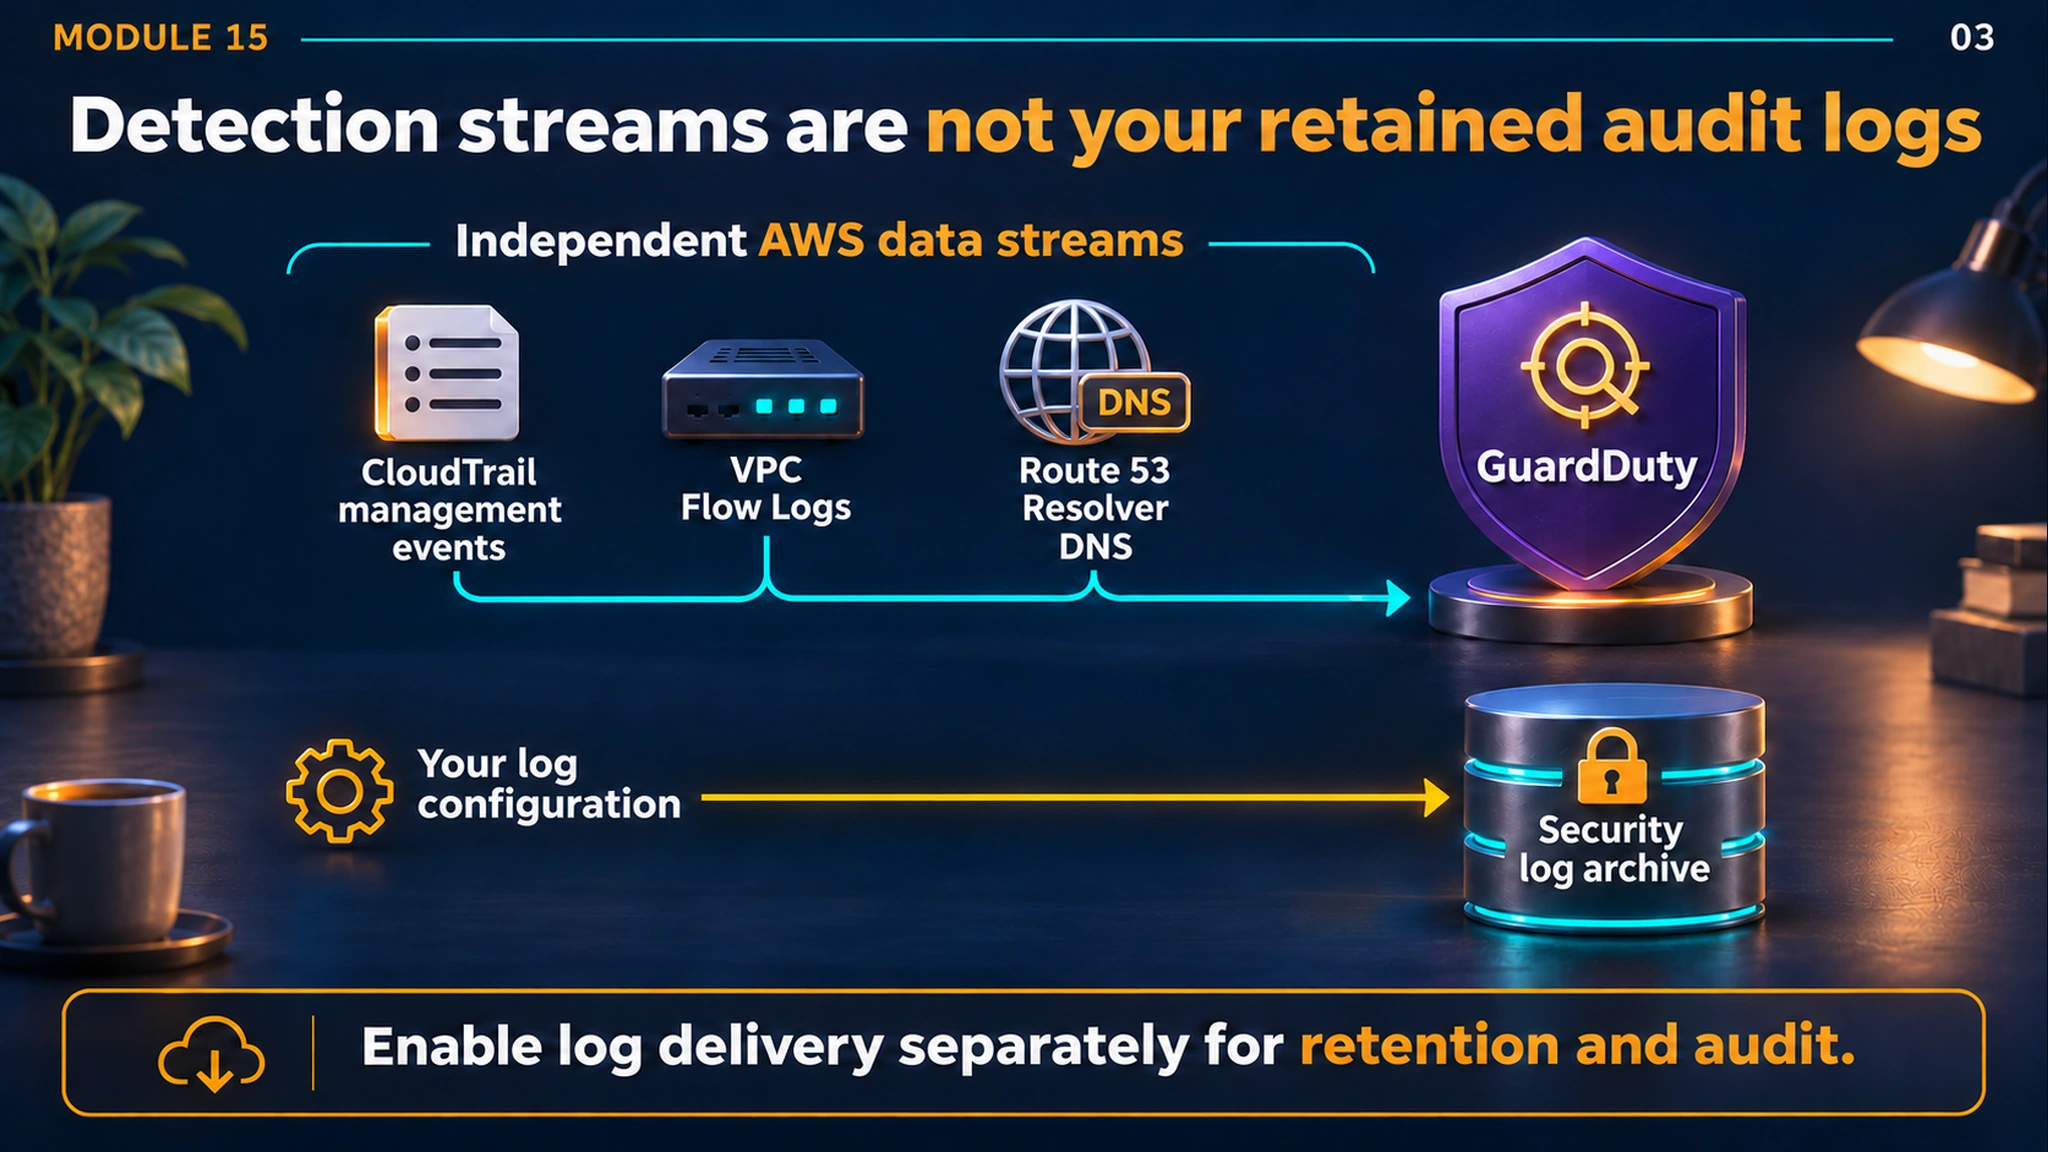 MODULE 15
03
Detection streams are not your retained audit logs
Independent AWS data streams
CloudTrail
management
events
VPC
Flow Logs
DNS
Route 53
Resolver
DNS
GuardDuty
Your log
configuration
Security
log archive
Enable log delivery separately for retention and audit.